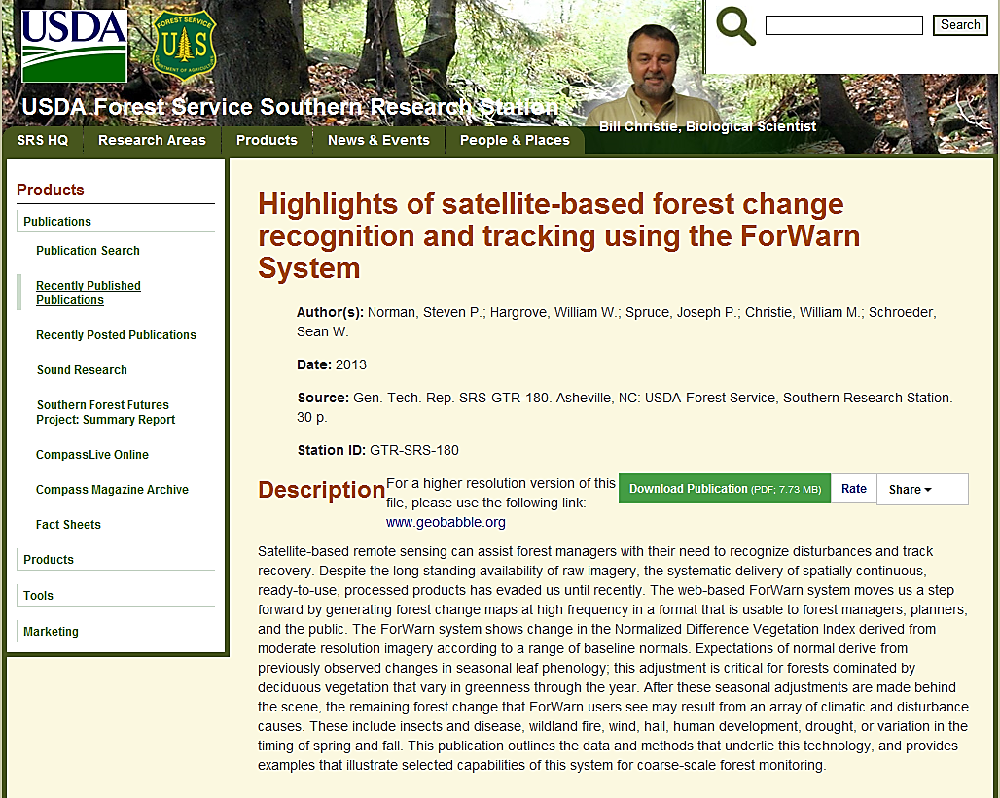 USDA
FOREST SERVICE
U S
DEPARTMENT OF AGRICULTURE
Search
USDA Forest Service Southern Research Station
Bill Christie, Biological Scientist
SRS HQ
Research Areas
Products
News & Events
People & Places
Products
Publications
Publication Search
Recently Published
Publications
Recently Posted Publications
Sound Research
Southern Forest Futures
Project: Summary Report
CompassLive Online
Compass Magazine Archive
Fact Sheets
Products
Tools
Marketing
Highlights of satellite-based forest change
recognition and tracking using the ForWarn
System
Author(s): Norman, Steven P.; Hargrove, William W.; Spruce, Joseph P.; Christie, William M.; Schroeder,
Sean W.
Date: 2013
Source: Gen. Tech. Rep. SRS-GTR-180. Asheville, NC: USDA-Forest Service, Southern Research Station.
30 p.
Station ID: GTR-SRS-180
Description
For a higher resolution version of this
file, please use the following link:
www.geobabble.org
Download Publication (PDF; 7.73 MB)
Rate
Share
Satellite-based remote sensing can assist forest managers with their need to recognize disturbances and track
recovery. Despite the long standing availability of raw imagery, the systematic delivery of spatially continuous,
ready-to-use, processed products has evaded us until recently. The web-based ForWarn system moves us a step
forward by generating forest change maps at high frequency in a format that is usable to forest managers, planners,
and the public. The ForWarn system shows change in the Normalized Difference Vegetation Index derived from
moderate resolution imagery according to a range of baseline normals. Expectations of normal derive from
previously observed changes in seasonal leaf phenology; this adjustment is critical for forests dominated by
deciduous vegetation that vary in greenness through the year. After these seasonal adjustments are made behind
the scene, the remaining forest change that ForWarn users see may result from an array of climatic and disturbance
causes. These include insects and disease, wildland fire, wind, hail, human development, drought, or variation in the
timing of spring and fall. This publication outlines the data and methods that underlie this technology, and provides
examples that illustrate selected capabilities of this system for coarse-scale forest monitoring.